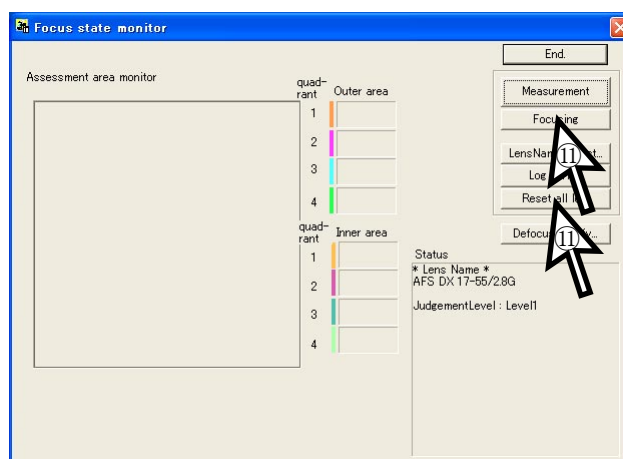 Focus state monitor
End.
Assessment area monitor
quad-
rant
Outer area
1
2
3
4
quad-
rant
Inner area
1
2
3
4
Measurement
Focusing
⑪
Log
Reset all
⑪
Status
* Lens Name *
AFS DX 17-55/2.8G
JudgementLevel : Level1